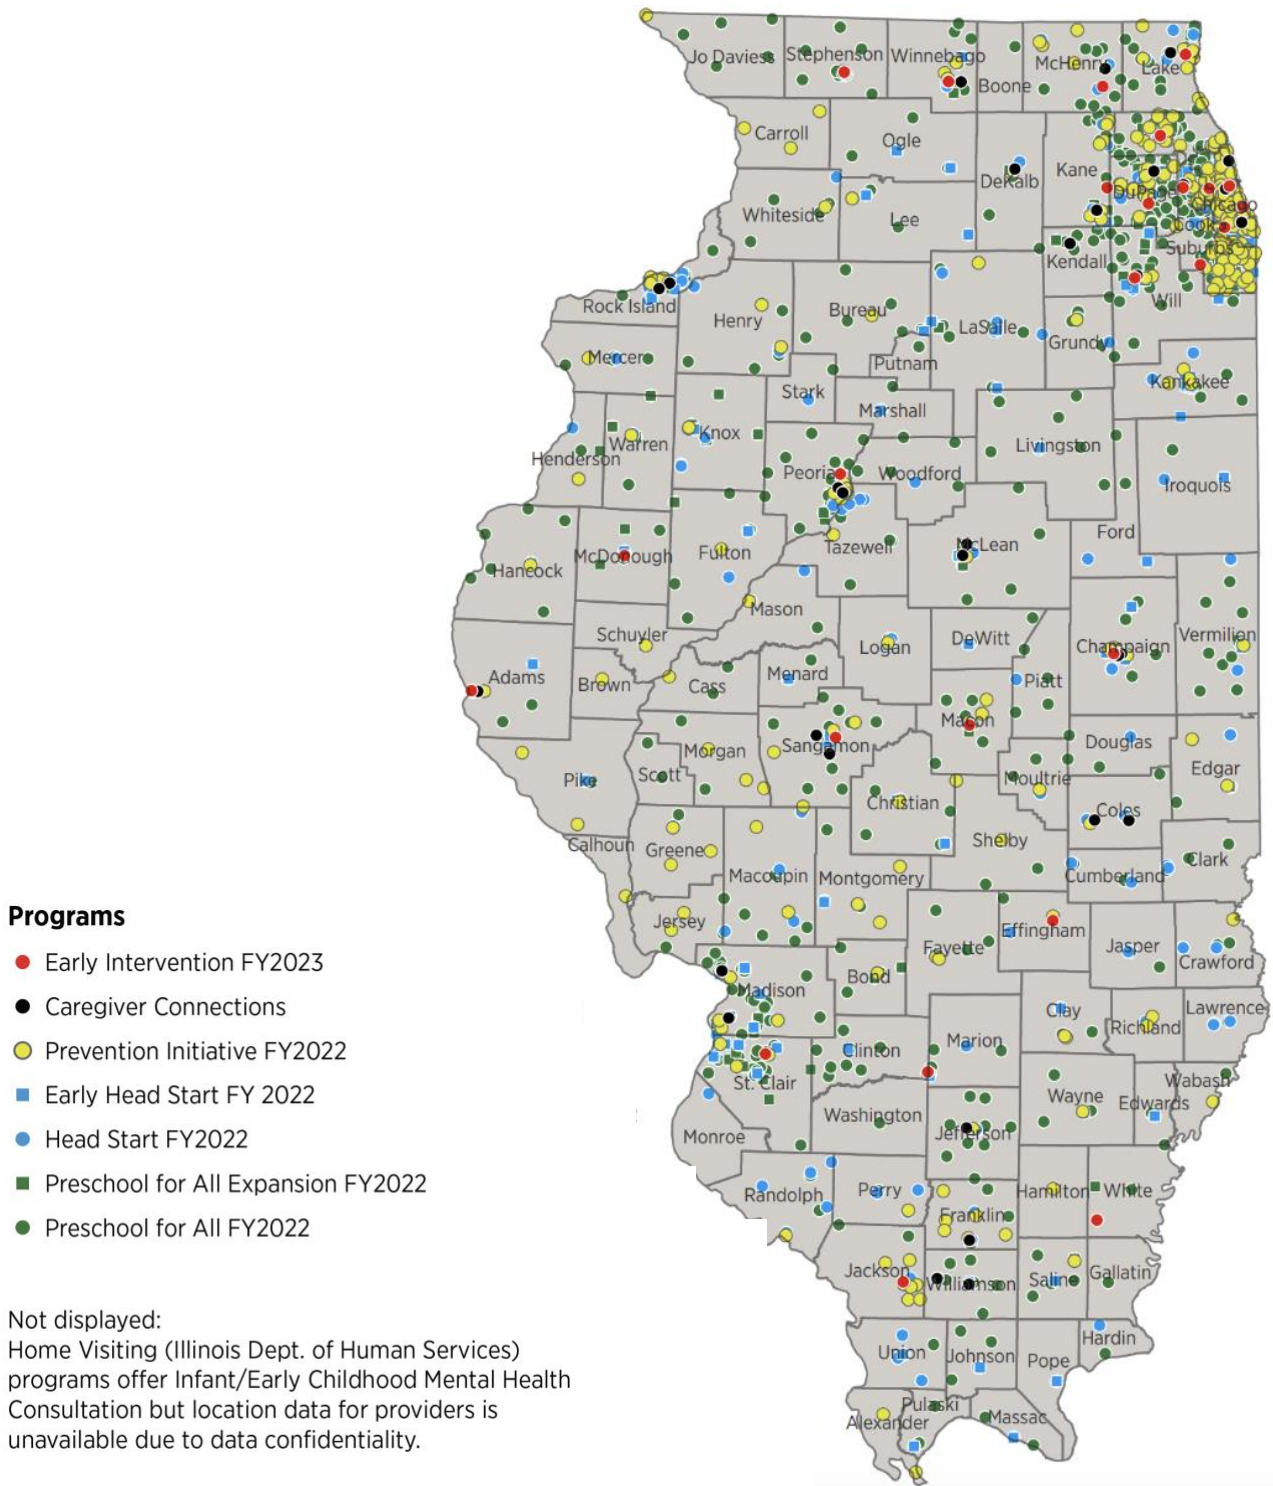 Jo Daviess
Stephenson
Winnebago
Boone
McHenry
Lake
Carroll
Ogle
DeKalb
Kane
DuPage
Chicago
Cook
Suburbs
Whiteside
Lee
Kendall
Will
Rock Island
Henry
Bureau
LaSalle
Grundy
Mercer
Putnam
Kankakee
Stark
Marshall
Knox
Warren
Henderson
Peoria
Woodford
Livingston
Iroquois
Ford
McDonough
Fulton
Tazewell
McLean
Hancock
Mason
Schuyler
Logan
DeWitt
Champaign
Vermilion
Adams
Brown
Cass
Menard
Piatt
Macon
Morgan
Sangamon
Douglas
Edgar
Pike
Scott
Moultrie
Christian
Coles
Calhoun
Greene
Shelby
Clark
Macoupin
Montgomery
Cumberland
Jersey
Effingham
Fayette
Jasper
Crawford
Madison
Bond
Clay
Richland
Lawrence
Clinton
Marion
St. Clair
Wayne
Edwards
Wabash
Washington
Monroe
Jefferson
Randolph
Perry
Franklin
Hamilton
White
Jackson
Williamson
Saline
Gallatin
Union
Johnson
Pope
Hardin
Alexander
Pulaski
Massac
Programs
Early Intervention FY2023
Caregiver Connections
Prevention Initiative FY2022
Early Head Start FY 2022
Head Start FY2022
Preschool for All Expansion FY2022
Preschool for All FY2022
Not displayed:
Home Visiting (Illinois Dept. of Human Services)
programs offer Infant/Early Childhood Mental Health
Consultation but location data for providers is
unavailable due to data confidentiality.